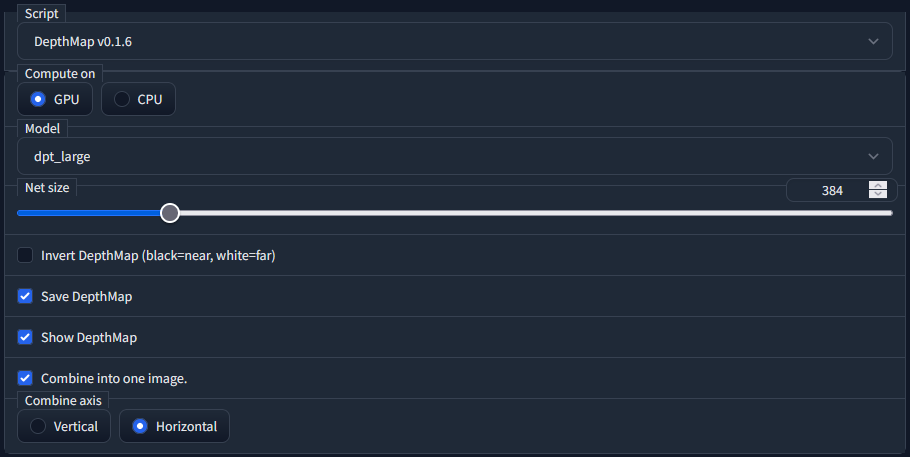 Script
DepthMap v0.1.6
Compute on
GPU CPU
Model
dpt_large
Net size 384
Invert DepthMap (black=near, white=far)
Save DepthMap
Show DepthMap
Combine into one image.
Combine axis
Vertical Horizontal